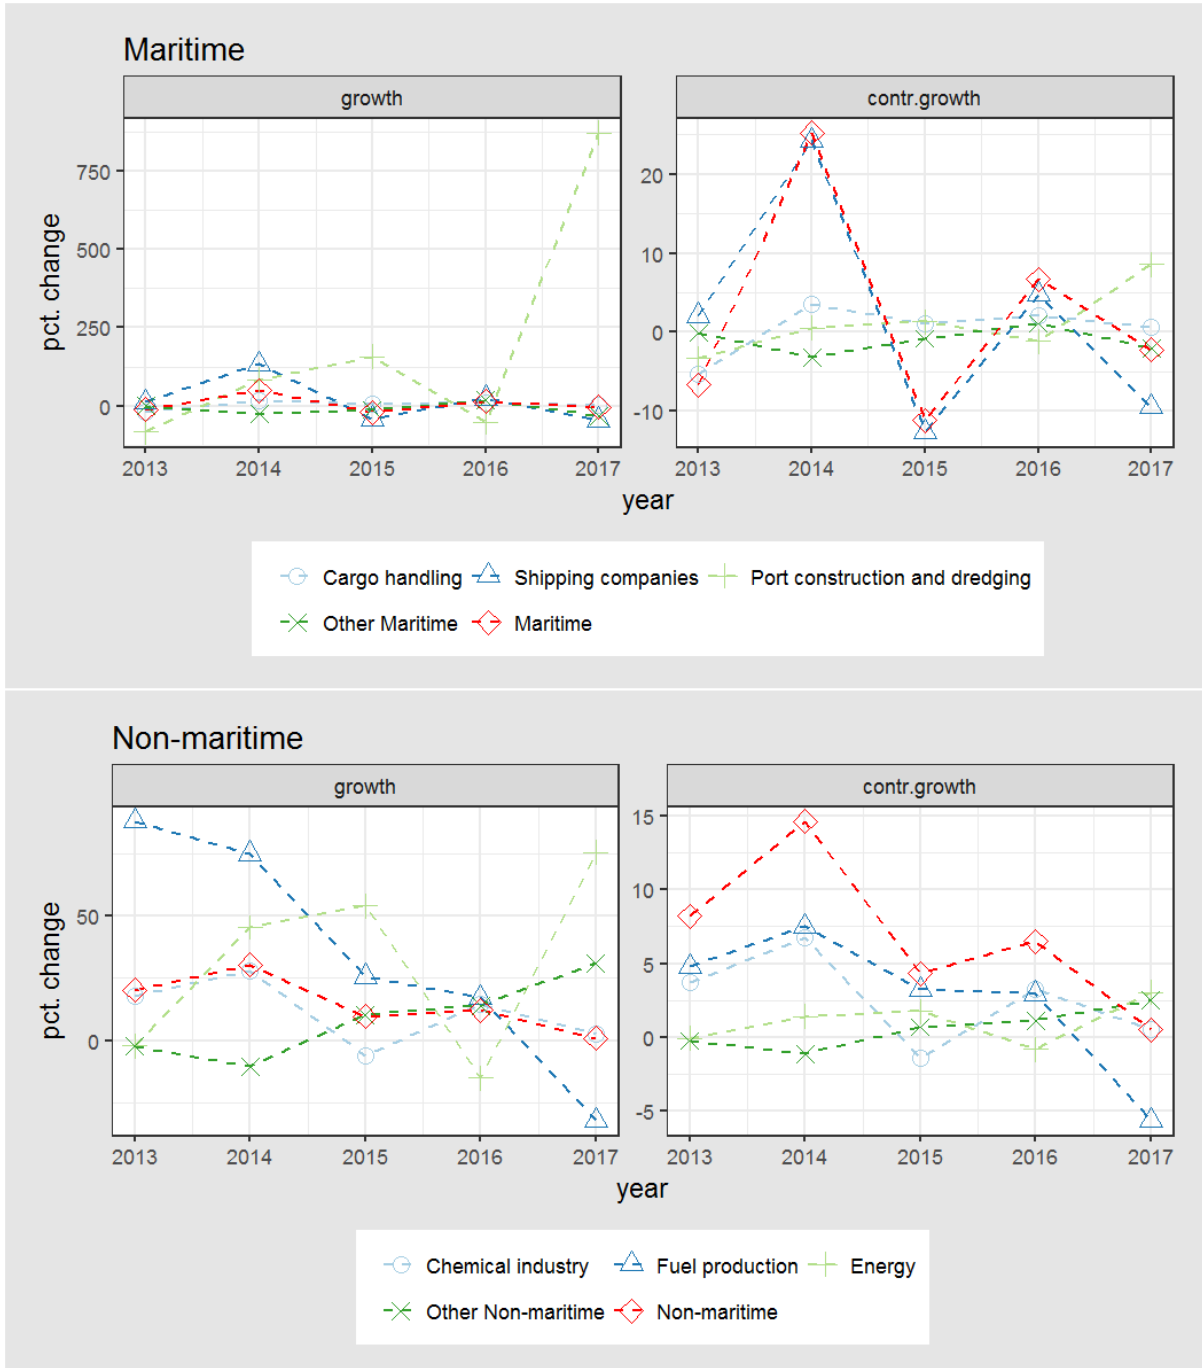 Maritime
growth
contr.growth
pct. change
750
500
250
0
20
10
0
-10
2013 2014 2015 2016 2017
2013 2014 2015 2016 2017
year
Cargo handling Shipping companies Port construction and dredging
Other Maritime Maritime
Non-maritime
growth
contr.growth
pct. change
50
0
15
10
5
0
-5
2013 2014 2015 2016 2017
2013 2014 2015 2016 2017
year
Chemical industry Fuel production Energy
Other Non-maritime Non-maritime